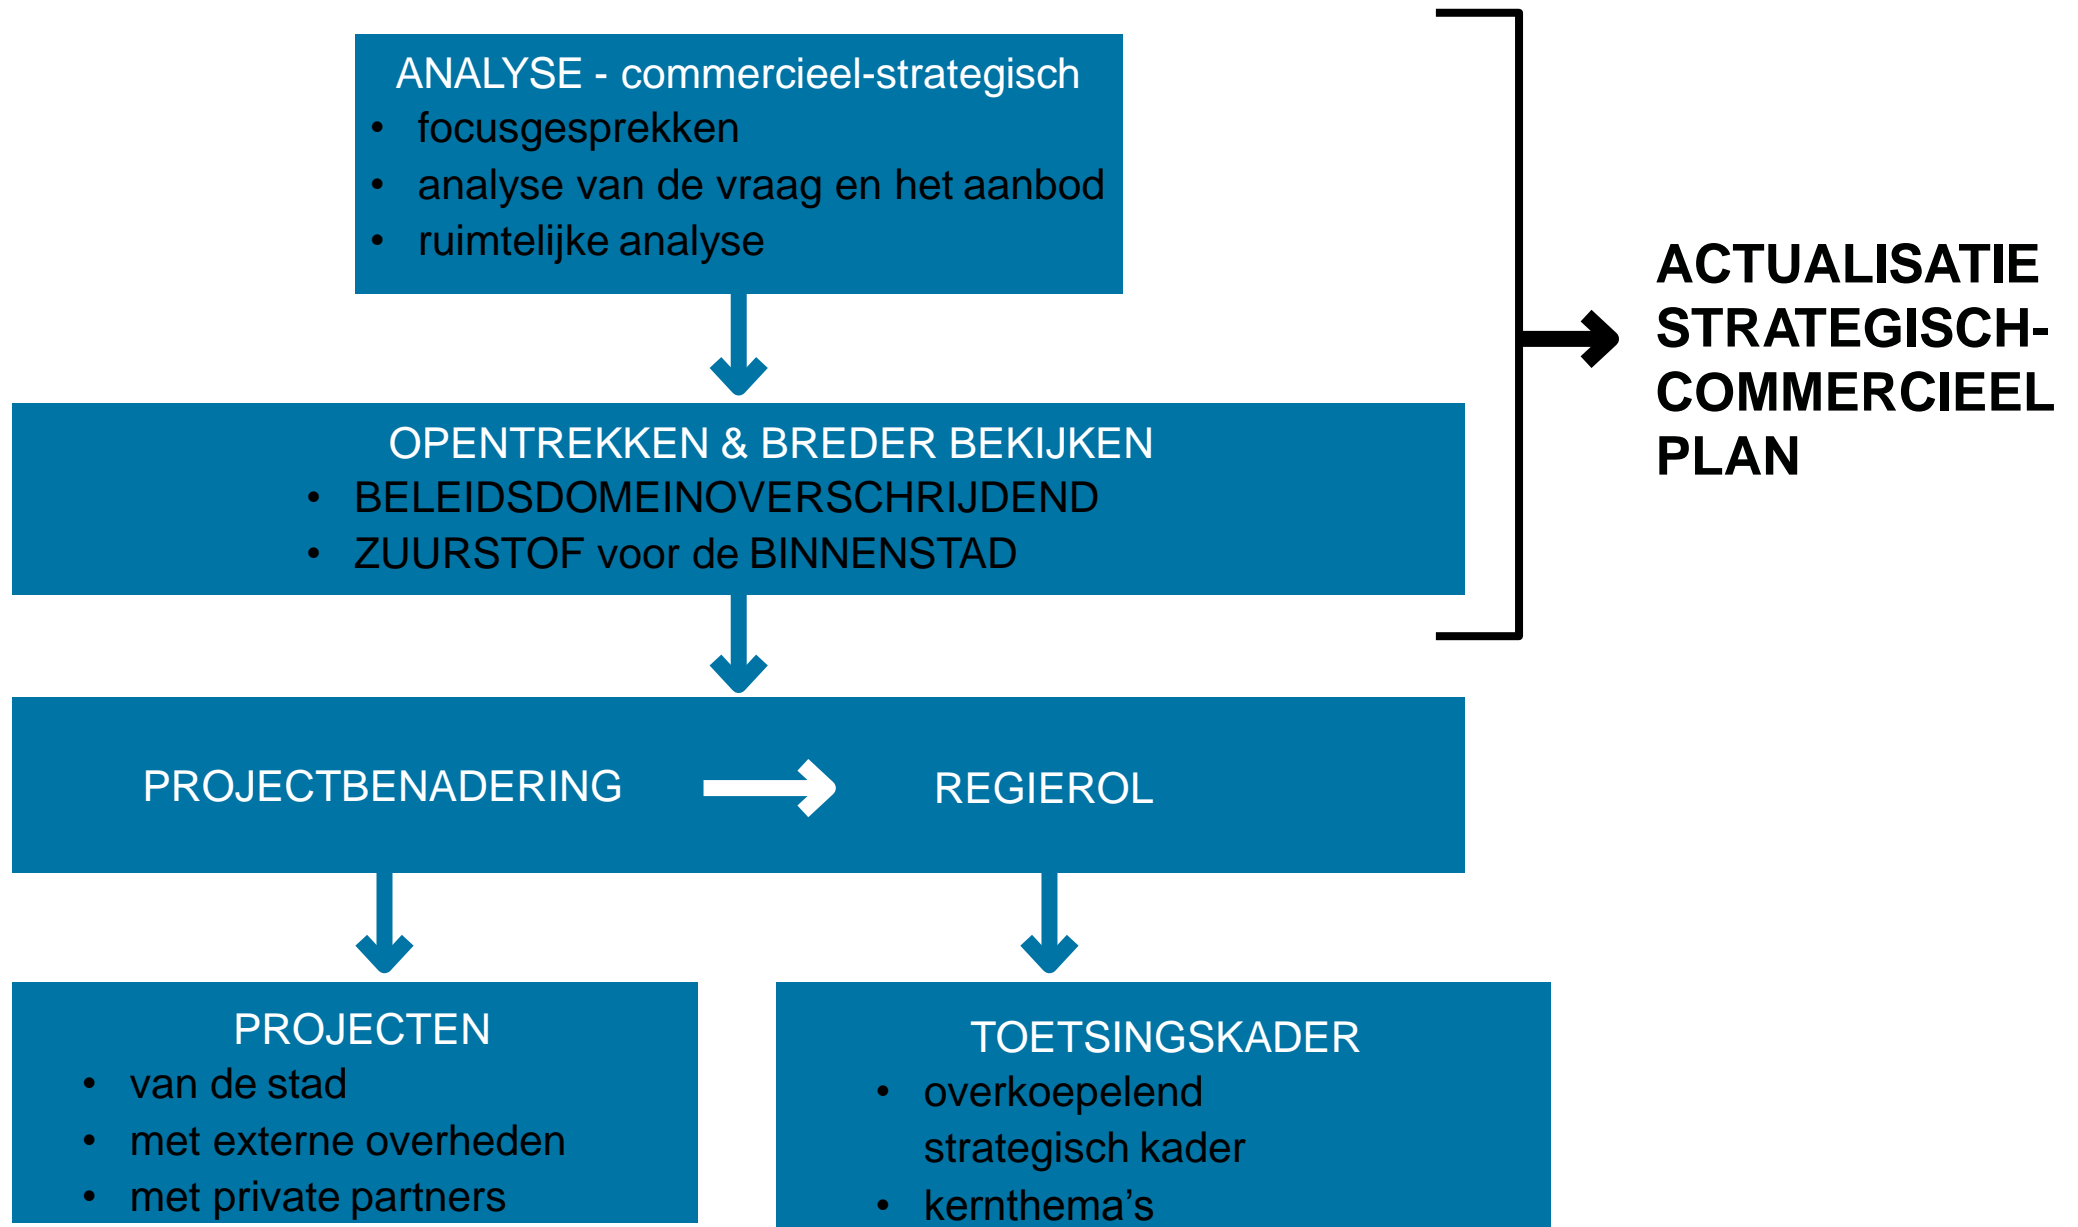 ANALYSE - commercieel-strategisch
• focusgesprekken
• analyse van de vraag en het aanbod
• ruimtelijke analyse
ACTUALISATIE
STRATEGISCH-
COMMERCIEEL
PLAN
OPENTREKKEN & BREDER BEKIJKEN
• BELEIDSDOMEINOVERSCHRIJDEND
• ZUURSTOF voor de BINNENSTAD
PROJECTBENADERING
REGIEROL
PROJECTEN
• van de stad
• met externe overheden
• met private partners
TOETSINGSKADER
• overkoepelend
strategisch kader
• kernthema’s